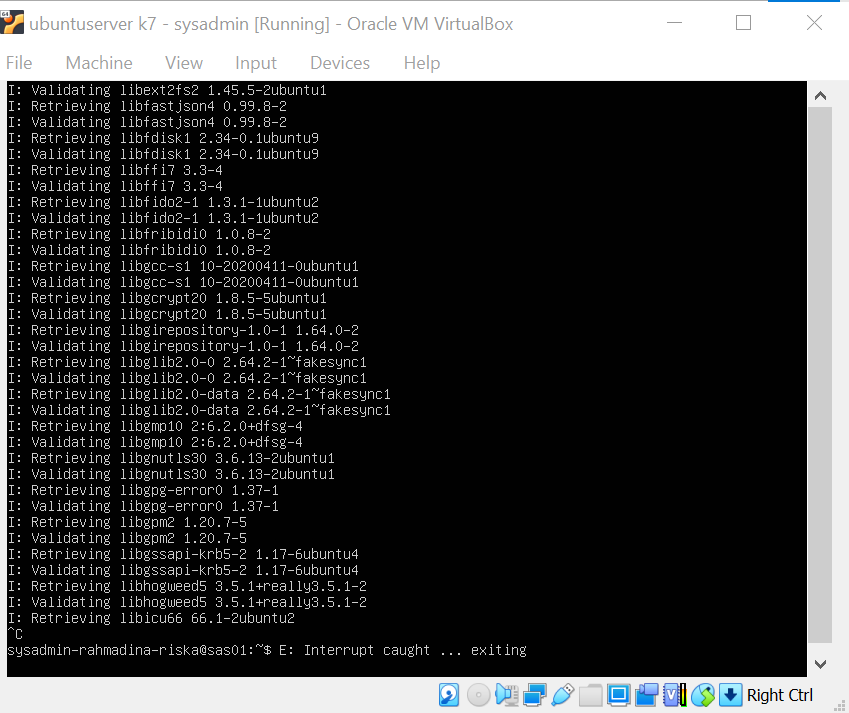 ubuntuserver k7 - sysadmin [Running] - Oracle VM VirtualBox
File Machine View Input Devices Help
I: Validating libext2fs2 1.45.5-2ubuntu1
I: Retrieving libfastjson4 0.99.8-2
I: Validating libfastjson4 0.99.8-2
I: Retrieving libfdisk1 2.34-0.1ubuntu9
I: Validating libfdisk1 2.34-0.1ubuntu9
I: Retrieving libffi7 3.3-4
I: Validating libffi7 3.3-4
I: Retrieving libfido2-1 1.3.1-1ubuntu2
I: Validating libfido2-1 1.3.1-1ubuntu2
I: Retrieving libfribidi0 1.0.8-2
I: Validating libfribidi0 1.0.8-2
I: Retrieving libgcc-s1 10-20200411-0ubuntu1
I: Validating libgcc-s1 10-20200411-0ubuntu1
I: Retrieving libgcrypt20 1.8.5-5ubuntu1
I: Validating libgcrypt20 1.8.5-5ubuntu1
I: Retrieving libgirepository-1.0-1 1.64.0-2
I: Validating libgirepository-1.0-1 1.64.0-2
I: Retrieving libglib2.0-0 2.64.2-1~fakesync1
I: Validating libglib2.0-0 2.64.2-1~fakesync1
I: Retrieving libglib2.0-data 2.64.2-1~fakesync1
I: Validating libglib2.0-data 2.64.2-1~fakesync1
I: Retrieving libgmp10 2:6.2.0+dfsg-4
I: Validating libgmp10 2:6.2.0+dfsg-4
I: Retrieving libgnutls30 3.6.13-2ubuntu1
I: Validating libgnutls30 3.6.13-2ubuntu1
I: Retrieving libgpg-error0 1.37-1
I: Validating libgpg-error0 1.37-1
I: Retrieving libgpm2 1.20.7-5
I: Validating libgpm2 1.20.7-5
I: Retrieving libgssapi-krb5-2 1.17-6ubuntu4
I: Validating libgssapi-krb5-2 1.17-6ubuntu4
I: Retrieving libhogweed5 3.5.1+really3.5.1-2
I: Validating libhogweed5 3.5.1+really3.5.1-2
I: Retrieving libicu66 66.1-2ubuntu2
^C
sysadmin-rahmadina-riska@sas01:~$ E: Interrupt caught ... exiting
Right Ctrl